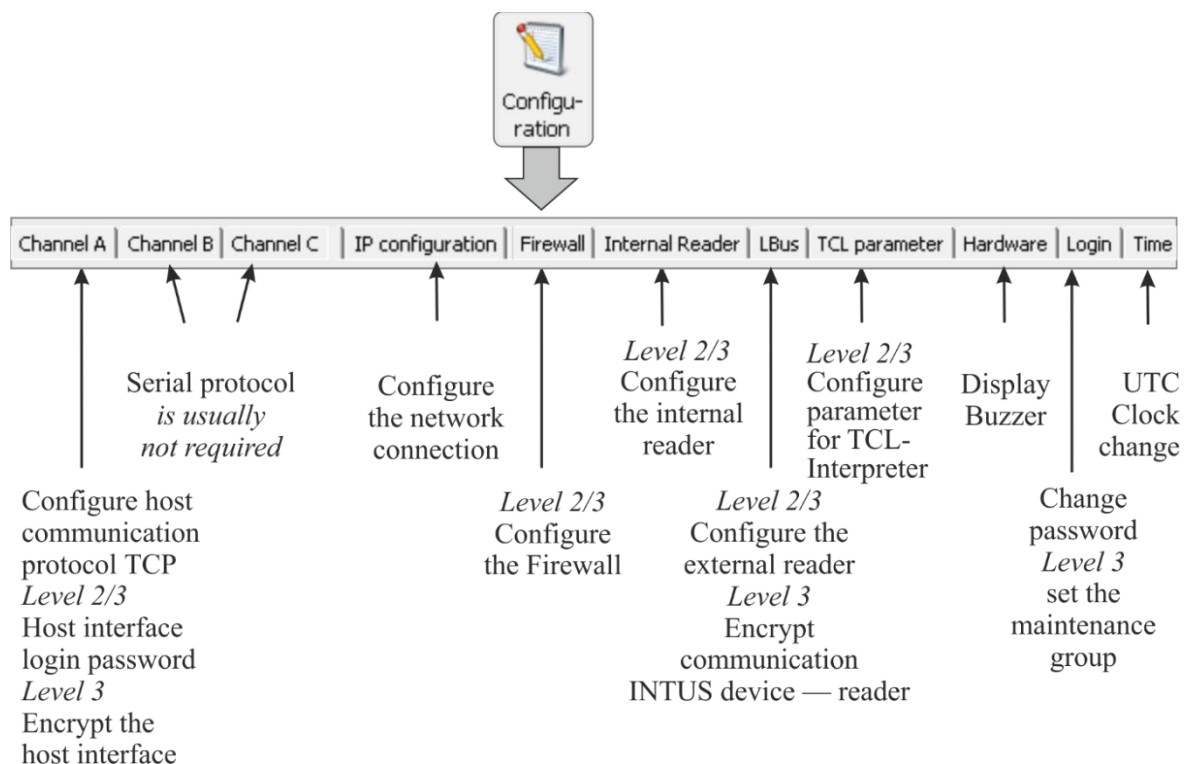 Configu-
ration
Channel A | Channel B | Channel C | IP configuration | Firewall | Internal Reader | LBus | TCL parameter | Hardware | Login | Time
Serial protocol
is usually
not required
Configure
the network
connection
Level 2/3
Configure
the internal
reader
Level 2/3
Configure
parameter
for TCL-
Interpreter
Display
Buzzer
UTC
Clock
change
Configure host
communication
protocol TCP
Level 2/3
Host interface
login password
Level 3
Encrypt the
host interface
Level 2/3
Configure
the Firewall
Level 2/3
Configure the
external reader
Level 3
Encrypt
communication
INTUS device — reader
Change
password
Level 3
set the
maintenance
group